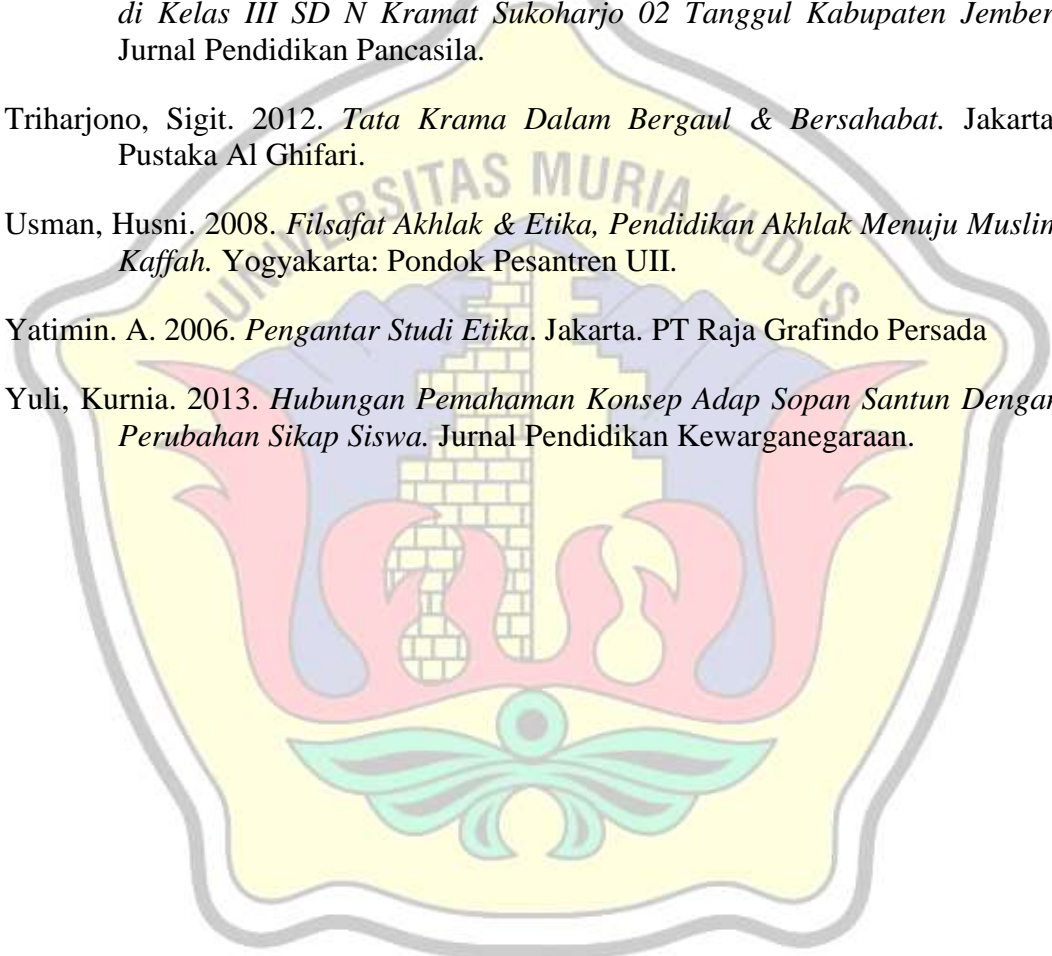 di Kelas III SD N Kramat Sukoharjo 02 Tanggul Kabupaten Jember
Jurnal Pendidikan Pancasila.
Triharjono, Sigit. 2012. Tata Krama Dalam Bergaul & Bersahabat. Jakarta
Pustaka Al Ghifari.
UNIVERSITAS MURIA KUDUS
Usman, Husni. 2008. Filsafat Akhlak & Etika, Pendidikan Akhlak Menuju Muslim
Kaffah. Yogyakarta: Pondok Pesantren UII.
Yatimin. A. 2006. Pengantar Studi Etika. Jakarta. PT Raja Grafindo Persada
Yuli, Kurnia. 2013. Hubungan Pemahaman Konsep Adap Sopan Santun Dengan
Perubahan Sikap Siswa. Jurnal Pendidikan Kewarganegaraan.